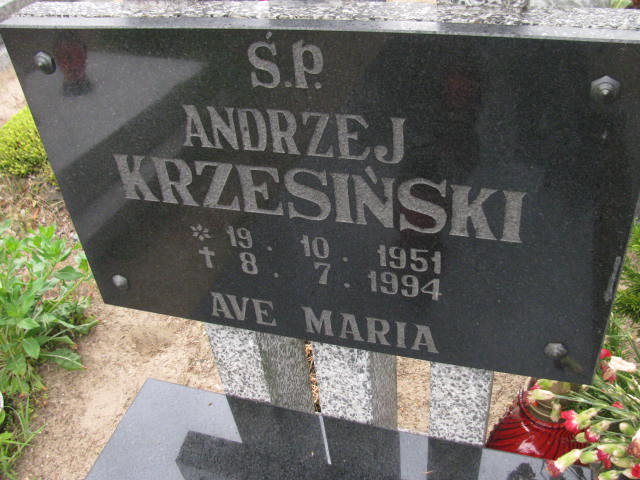 Ś.P.
ANDRZEJ
KRZESIŃSKI
* 19. 10. 1951
† 8. 7. 1994
AVE MARIA